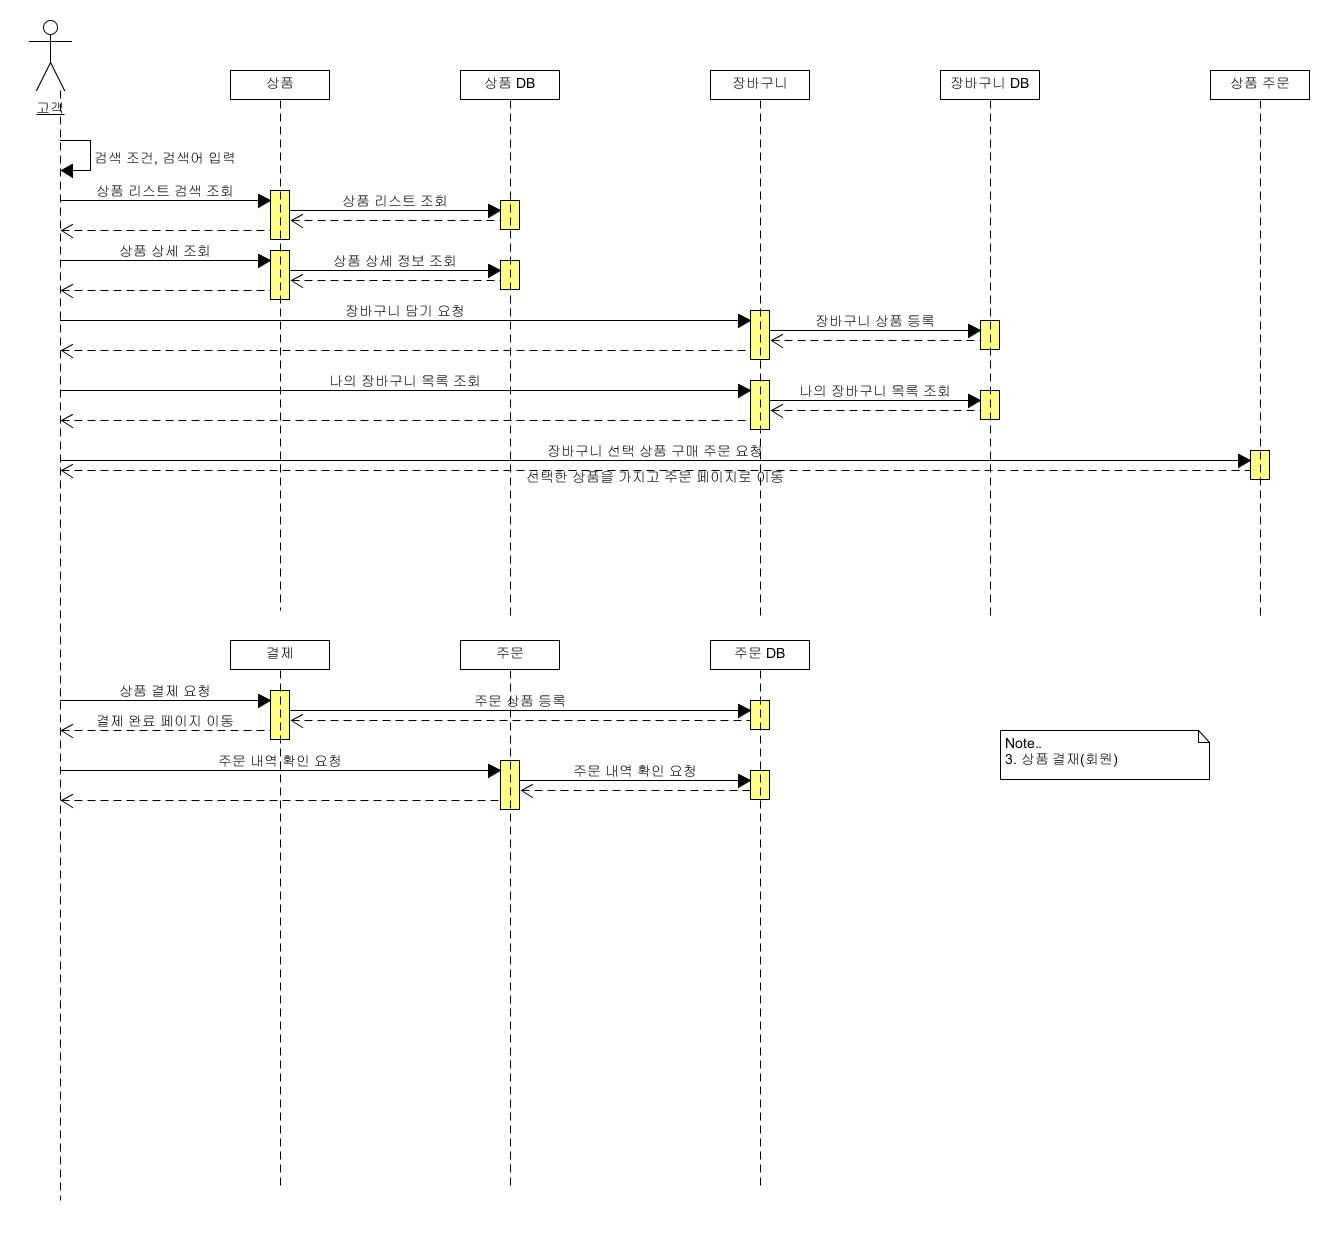 고객
상품
상품 DB
장바구니
장바구니 DB
상품 주문
검색 조건, 검색어 입력
상품 리스트 검색 조회
상품 리스트 조회
상품 상세 조회
상품 상세 정보 조회
장바구니 담기 요청
장바구니 상품 등록
나의 장바구니 목록 조회
나의 장바구니 목록 조회
장바구니 선택 상품 구매 주문 요청
선택한 상품을 가지고 주문 페이지로 이동
결제
주문
주문 DB
상품 결제 요청
주문 상품 등록
결제 완료 페이지 이동
주문 내역 확인 요청
주문 내역 확인 요청
Note..
3. 상품 결재(회원)